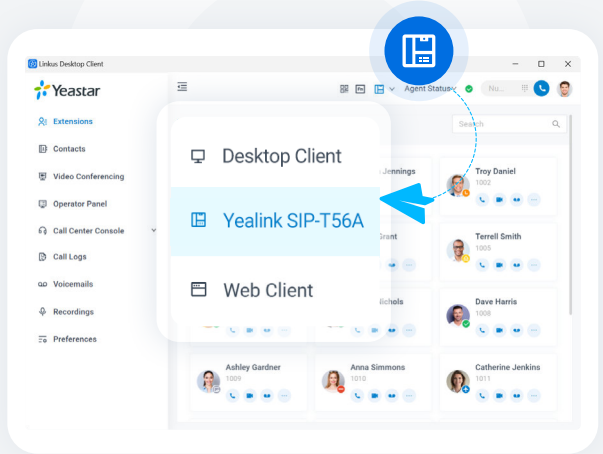 Linkus Desktop Client
Yeastar
Fn
Agent Status
Nu...
Extensions
Contacts
Video Conferencing
Operator Panel
Call Center Console
Call Logs
Voicemails
Recordings
Preferences
Search
Desktop Client
Yealink SIP-T56A
Web Client
Jennings
Troy Daniel
1002
Grant
Terrell Smith
1005
Nichols
Dave Harris
1008
Ashley Gardner
1009
Anna Simmons
1010
Catherine Jenkins
1011